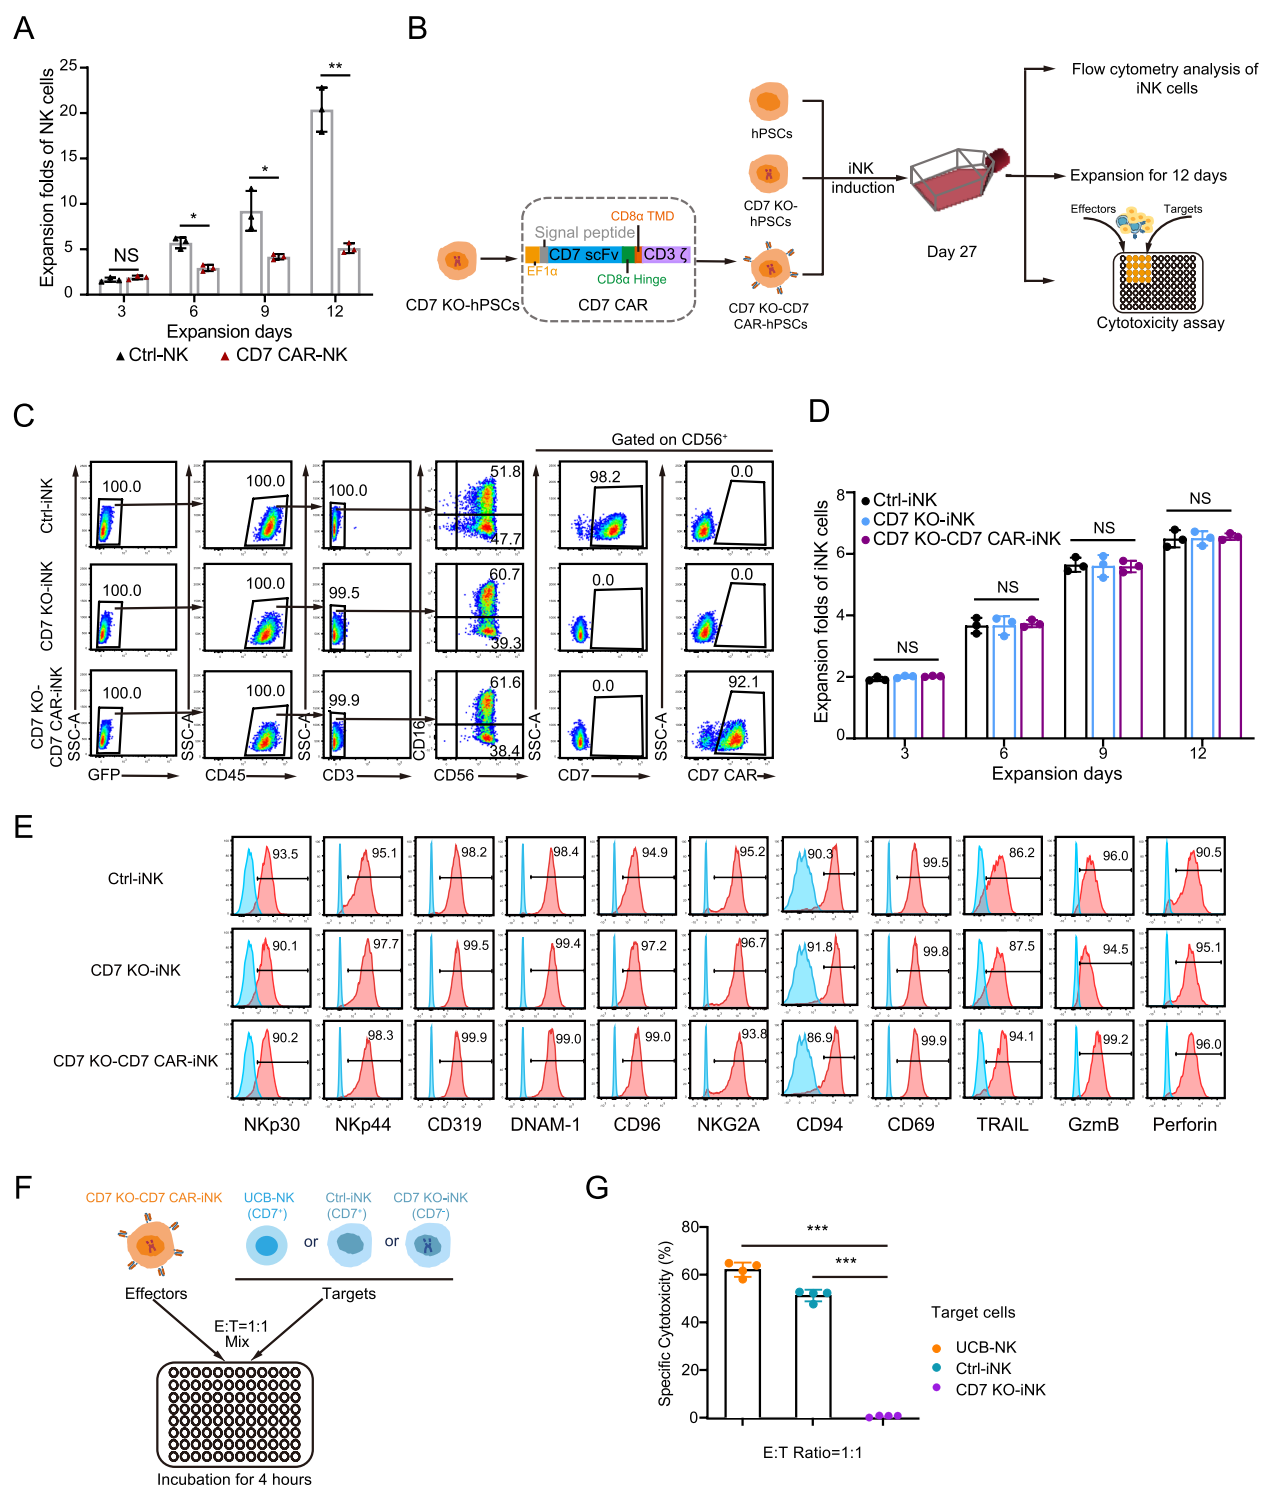 A
Expansion folds of NK cells
25
20
15
10
5
0
NS
*
*
**
3
6
9
12
Expansion days
Ctrl-NK
CD7 CAR-NK
B
CD7 KO-hPSCs
Signal peptide
CD8α TMD
CD7 scFv
CD3 ζ
EF1α
CD8α Hinge
CD7 CAR
hPSCs
CD7 KO-
hPSCs
CD7 KO-CD7
CAR-hPSCs
iNK
induction
Day 27
Flow cytometry analysis of
iNK cells
Expansion for 12 days
Effectors
Targets
Cytotoxicity assay
C
Gated on CD56⁺
Ctrl-iNK
100.0
100.0
100.0
51.8
47.7
98.2
0.0
CD7 KO-iNK
100.0
100.0
99.5
60.7
39.3
0.0
0.0
CD7 KO-
CD7 CAR-iNK
100.0
100.0
99.9
61.6
38.4
0.0
92.1
SSC-A
SSC-A
SSC-A
CD16
SSC-A
SSC-A
GFP
CD45
CD3
CD56
CD7
CD7 CAR
D
Expansion folds of iNK cells
8
6
4
2
0
Ctrl-iNK
CD7 KO-iNK
CD7 KO-CD7 CAR-iNK
NS
NS
NS
NS
3
6
9
12
Expansion days
E
Ctrl-iNK
93.5
95.1
98.2
98.4
94.9
95.2
90.3
99.5
86.2
96.0
90.5
CD7 KO-iNK
90.1
97.7
99.5
99.4
97.2
96.7
91.8
99.8
87.5
94.5
95.1
CD7 KO-CD7 CAR-iNK
90.2
98.3
99.9
99.0
99.0
93.8
86.9
99.9
94.1
99.2
96.0
NKp30
NKp44
CD319
DNAM-1
CD96
NKG2A
CD94
CD69
TRAIL
GzmB
Perforin
F
CD7 KO-CD7 CAR-iNK
UCB-NK
(CD7⁺)
or
Ctrl-iNK
(CD7⁺)
or
CD7 KO-iNK
(CD7⁻)
Effectors
Targets
E:T=1:1
Mix
Incubation for 4 hours
G
Specific Cytotoxicity (%)
80
60
40
20
0
***
***
E:T Ratio=1:1
Target cells
UCB-NK
Ctrl-iNK
CD7 KO-iNK